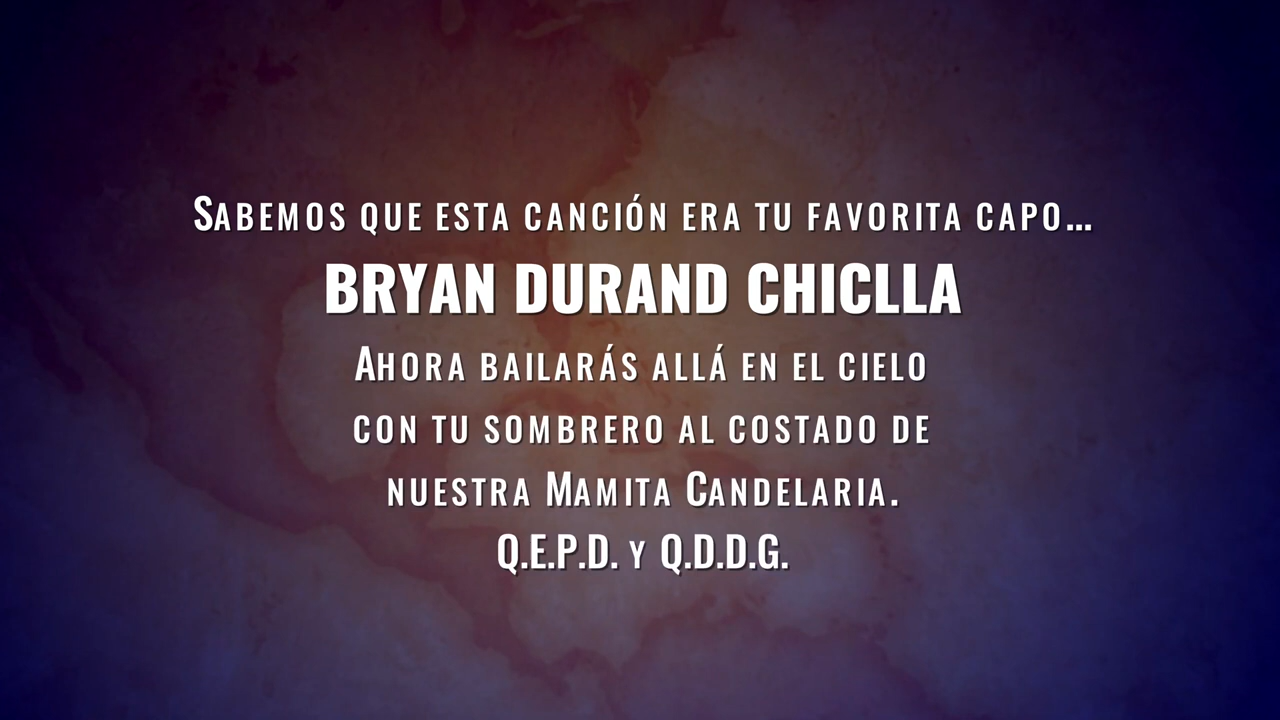 Sabemos que esta canción era tu favorita capo...
BRYAN DURAND CHICLLA
Ahora bailarás allá en el cielo
con tu sombrero al costado de
nuestra Mamita Candelaria.
Q.E.P.D. y Q.D.D.G.